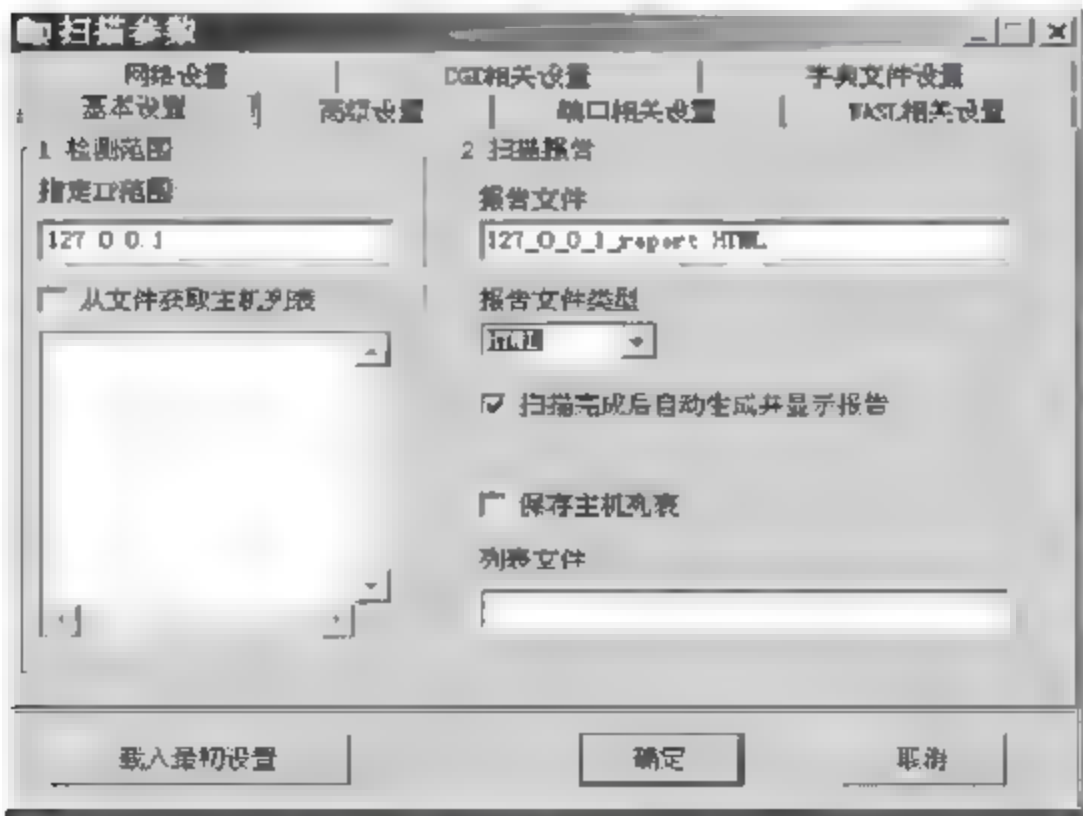 扫描参数
网络设置 CGI相关设置 字典文件设置
基本设置 高级设置 端口相关设置 NASL相关设置
1 检测范围
指定IP范围
127.0.0.1
从文件获取主机列表
2 扫描报告
报告文件
127_0_0_1_report.HTML
报告文件类型
HTML
扫描完成后自动生成并显示报告
保存主机列表
列表文件
载入最初设置 确定 取消